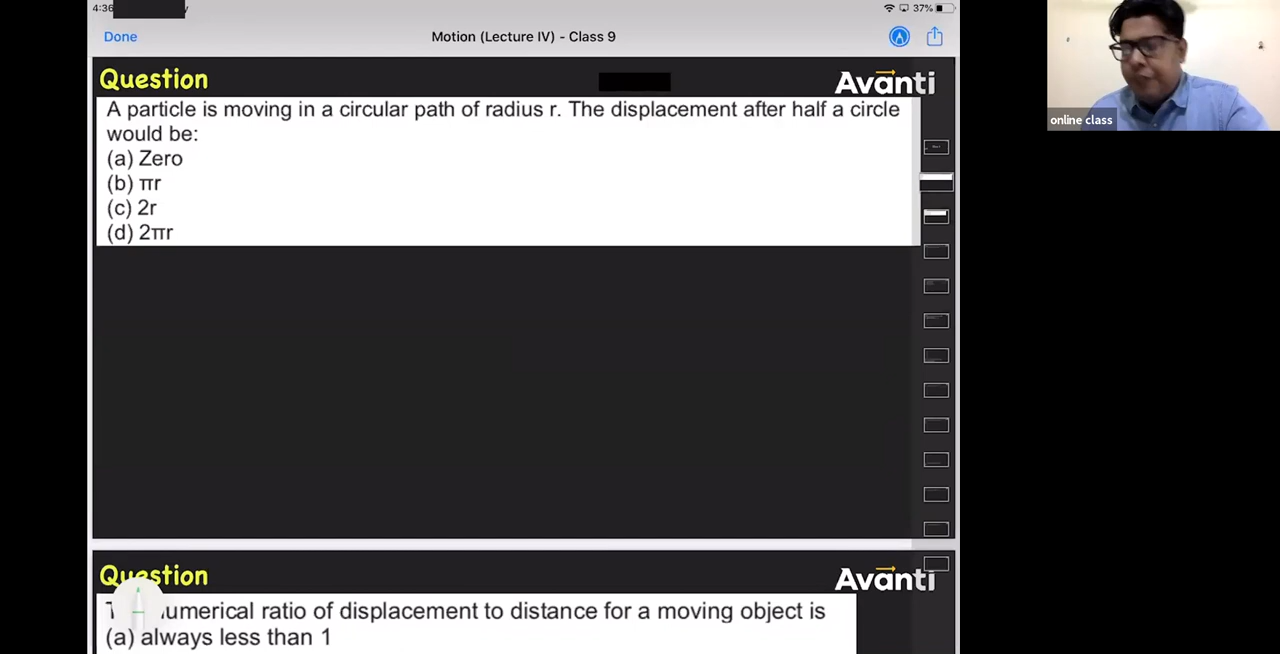 4:36
37%
Done
Motion (Lecture IV) - Class 9
Question
Avanti
A particle is moving in a circular path of radius r. The displacement after half a circle
would be:
(a) Zero
(b) πr
(c) 2r
(d) 2πr
online class
Question
Avanti
numerical ratio of displacement to distance for a moving object is
(a) always less than 1